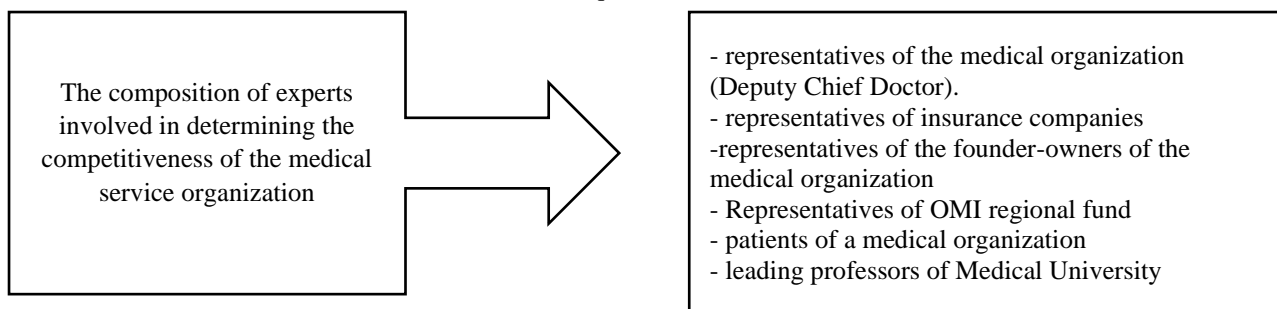 The composition of experts
involved in determining the
competitiveness of the medical
service organization
- representatives of the medical organization
(Deputy Chief Doctor).
- representatives of insurance companies
-representatives of the founder-owners of the
medical organization
- Representatives of OMI regional fund
- patients of a medical organization
- leading professors of Medical University